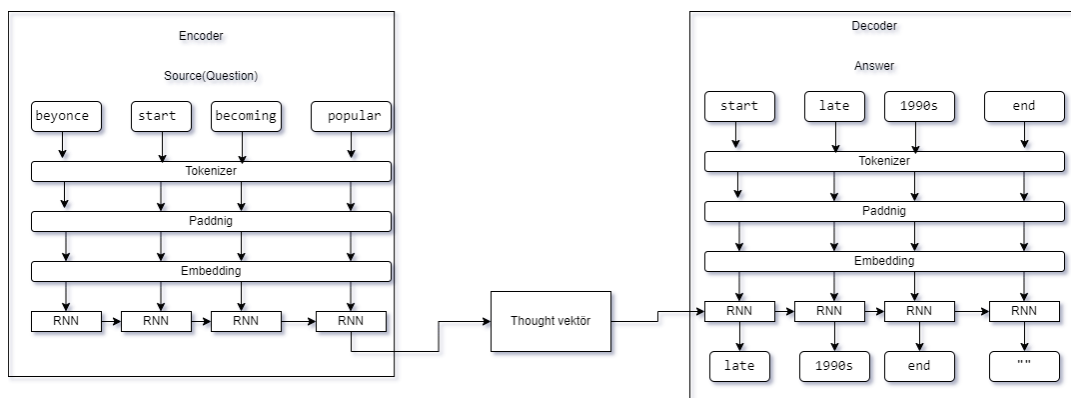 Encoder
Source(Question)
beyonce start becoming popular
Tokenizer
Paddnig
Embedding
RNN RNN RNN RNN
Thought vektör
Decoder
Answer
start late 1990s end
Tokenizer
Paddnig
Embedding
RNN RNN RNN RNN
late 1990s end ""